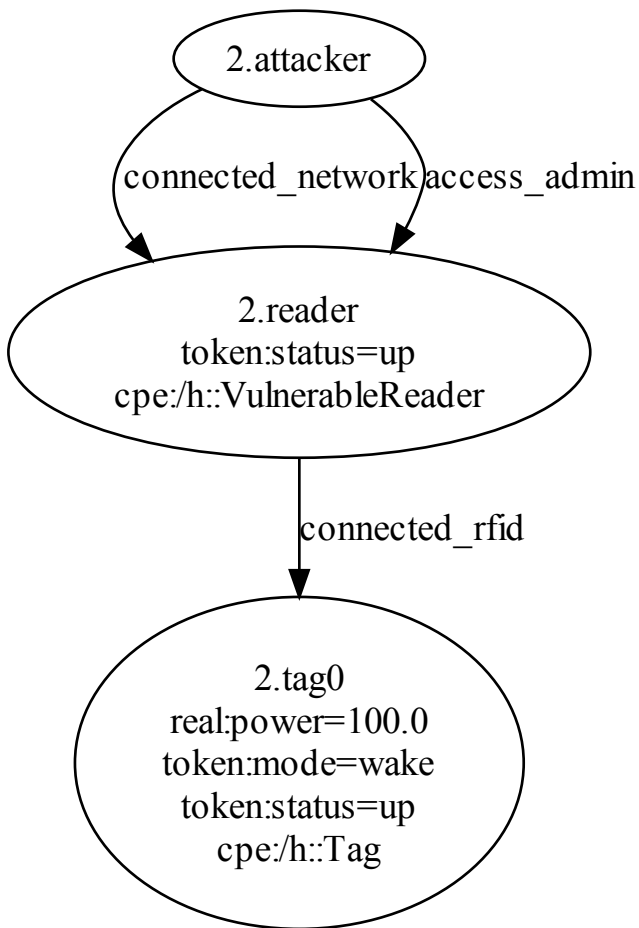 2.attacker
connected_network
access_admin
2.reader
token:status=up
cpe:/h::VulnerableReader
connected_rfid
2.tag0
real:power=100.0
token:mode=wake
token:status=up
cpe:/h::Tag